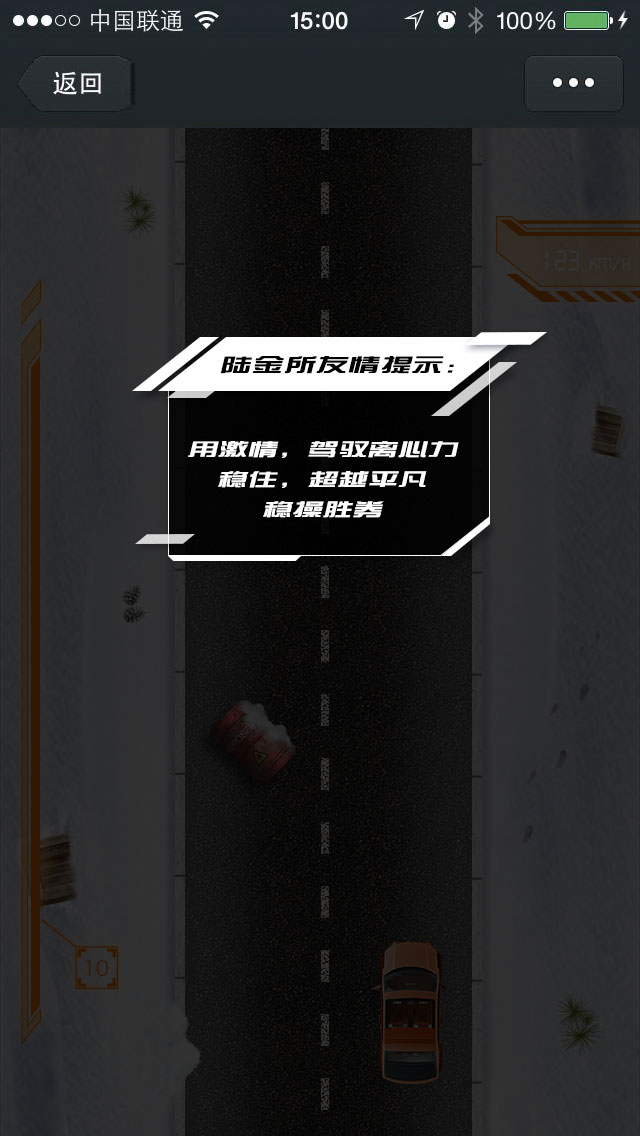 中国联通 15:00 100%
返回
123 KM/H
陆金所友情提示:
用激情,驾驭离心力
稳住,超越平凡
稳操胜券
10